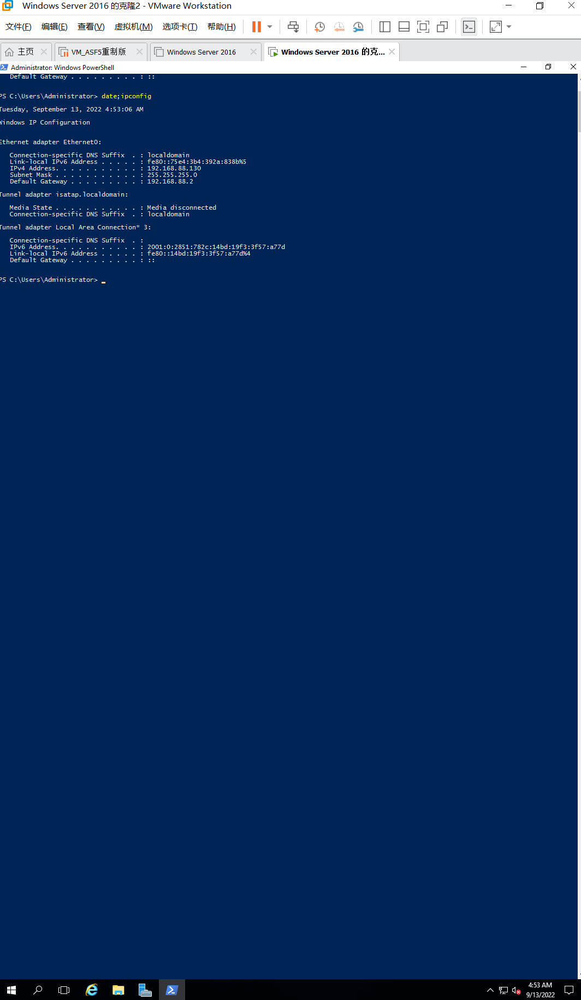 Windows Server 2016 的克隆2 - VMware Workstation
文件(F) 编辑(E) 查看(V) 虚拟机(M) 选项卡(T) 帮助(H)
主页 VM_ASF5重制版 Windows Server 2016 Windows Server 2016 的克...
Administrator: Windows PowerShell
Default Gateway . . . . . . . . . : ::
PS C:\Users\Administrator> date;ipconfig
Tuesday, September 13, 2022 4:53:06 AM
Windows IP Configuration
Ethernet adapter Ethernet0:
Connection-specific DNS Suffix . : localdomain
Link-local IPv6 Address . . . . . : fe80::75e4:3b4:392a:838b%5
IPv4 Address. . . . . . . . . . . : 192.168.88.130
Subnet Mask . . . . . . . . . . . : 255.255.255.0
Default Gateway . . . . . . . . . : 192.168.88.2
Tunnel adapter isatap.localdomain:
Media State . . . . . . . . . . . : Media disconnected
Connection-specific DNS Suffix . : localdomain
Tunnel adapter Local Area Connection* 3:
Connection-specific DNS Suffix . :
IPv6 Address. . . . . . . . . . . : 2001:0:2851:782c:14bd:19f3:3f57:a77d
Link-local IPv6 Address . . . . . : fe80::14bd:19f3:3f57:a77d%4
Default Gateway . . . . . . . . . : ::
PS C:\Users\Administrator> _
4:53 AM
9/13/2022